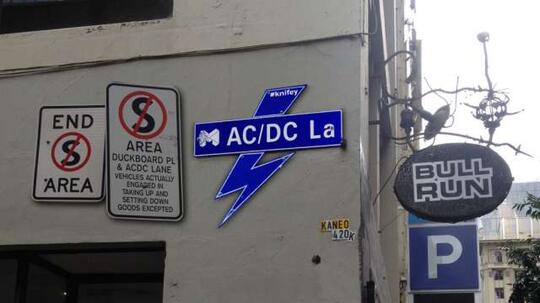 END
S
AREA
S
AREA
DUCKBOARD PL
& ACDC LANE
VEHICLES ACTUALLY
ENGAGED IN
TAKING UP AND
SETTING DOWN
GOODS EXCEPTED
#knifey
AC/DC La
KANEO
420K
BULL
RUN
P